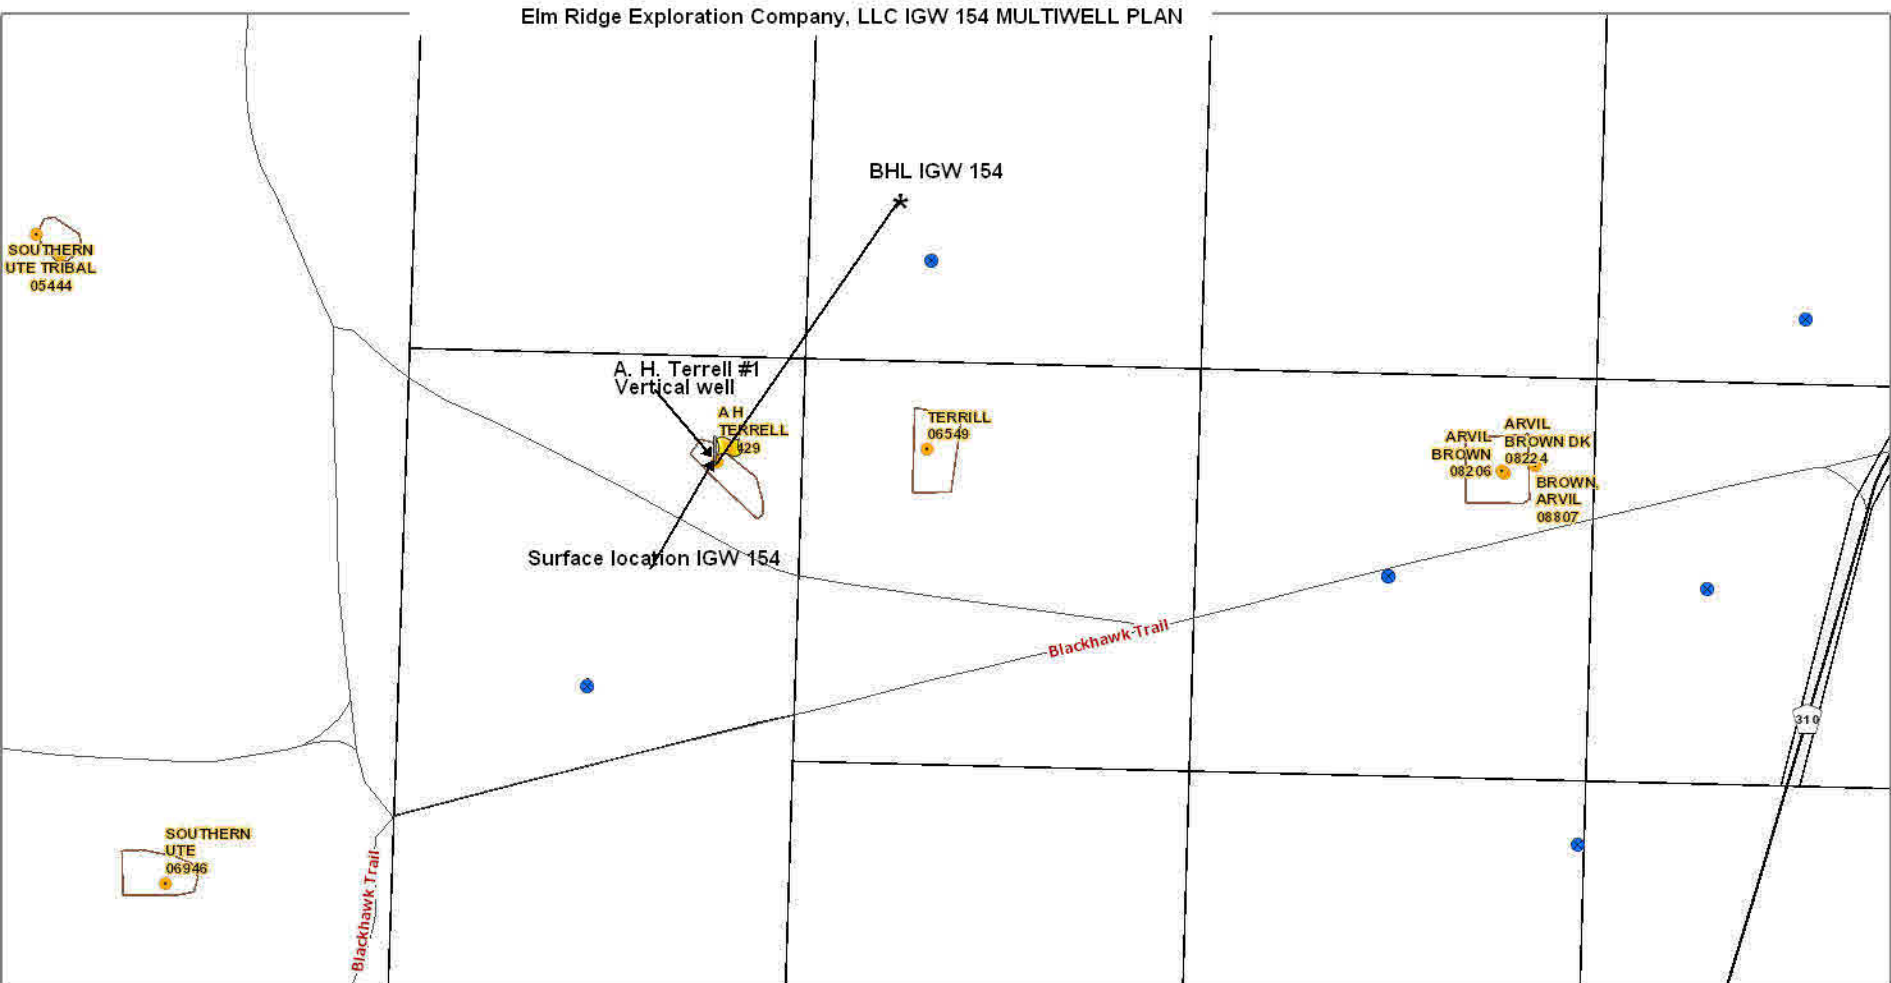 Elm Ridge Exploration Company, LLC IGW 154 MULTIWELL PLAN
BHL IGW 154
*
SOUTHERN
UTE TRIBAL
05444
A. H. Terrell #1
Vertical well
A H
TERRELL
429
TERRILL
06549
ARVIL
BROWN
08206
ARVIL
BROWN DK
08224
BROWN,
ARVIL
08807
Surface location IGW 154
Blackhawk Trail
310
SOUTHERN
UTE
06946
Blackhawk Trail